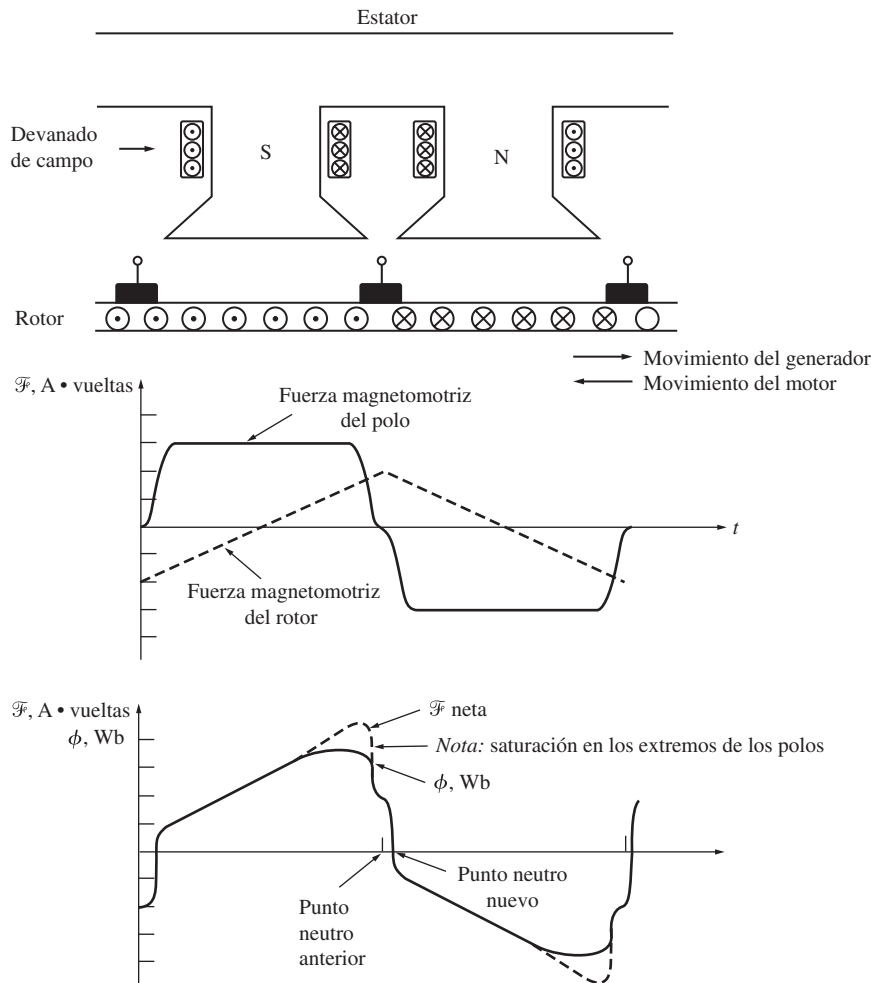 Estator
Devanado
de campo
S
N
Rotor
Movimiento del generador
Movimiento del motor
ℱ, A • vueltas
Fuerza magnetomotriz
del polo
t
Fuerza magnetomotriz
del rotor
ℱ, A • vueltas
ϕ, Wb
ℱ neta
Nota: saturación en los extremos de los polos
ϕ, Wb
Punto neutro
nuevo
Punto
neutro
anterior